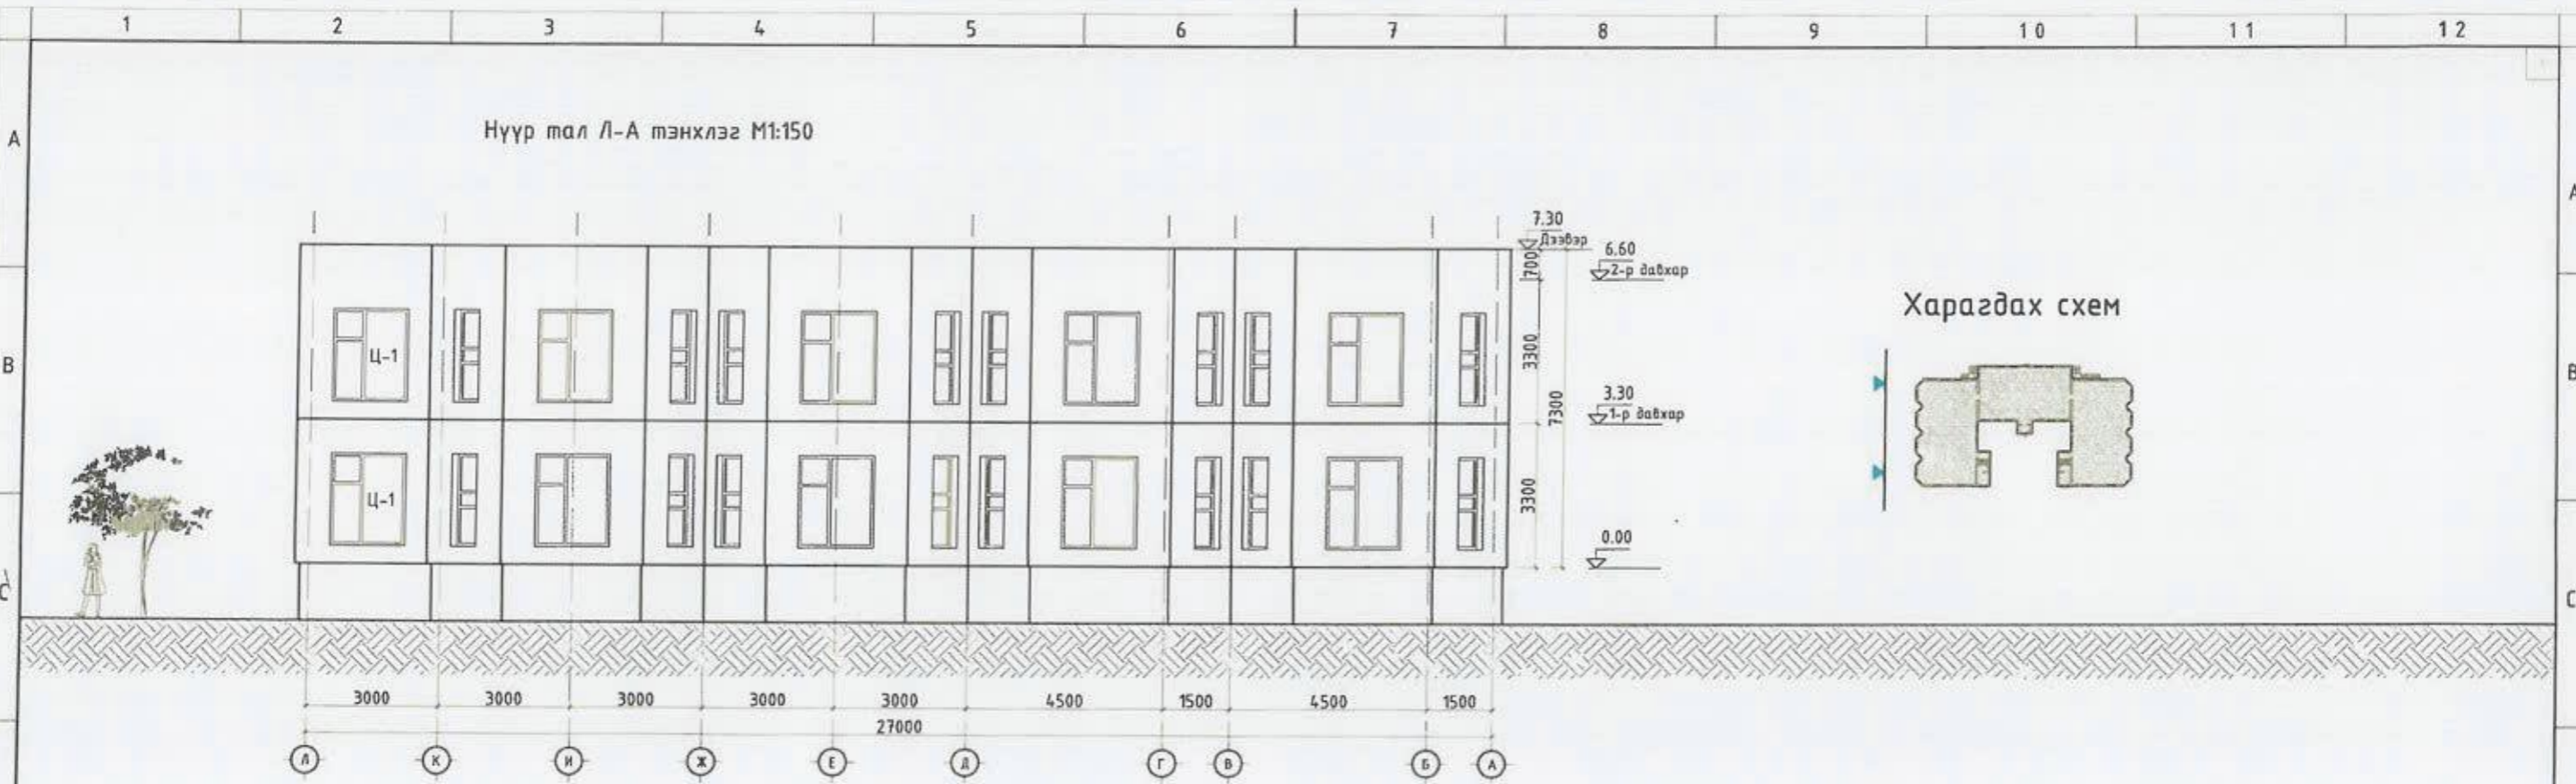 1 2 3 4 5 6 7 8 9 10 11 12
A
A
Нүүр тал Л-А тэнхлэг М1:150
7.30
Дээвэр
6.60
2-р давхар
700
Харагдах схем
B
B
Ц-1
3300
3.30
1-р давхар
7300
Ц-1
3300
0.00
C
C
3000 3000 3000 3000 3000 4500 1500 4500 1500
27000
Л К И Ж Е Д Г В Б А